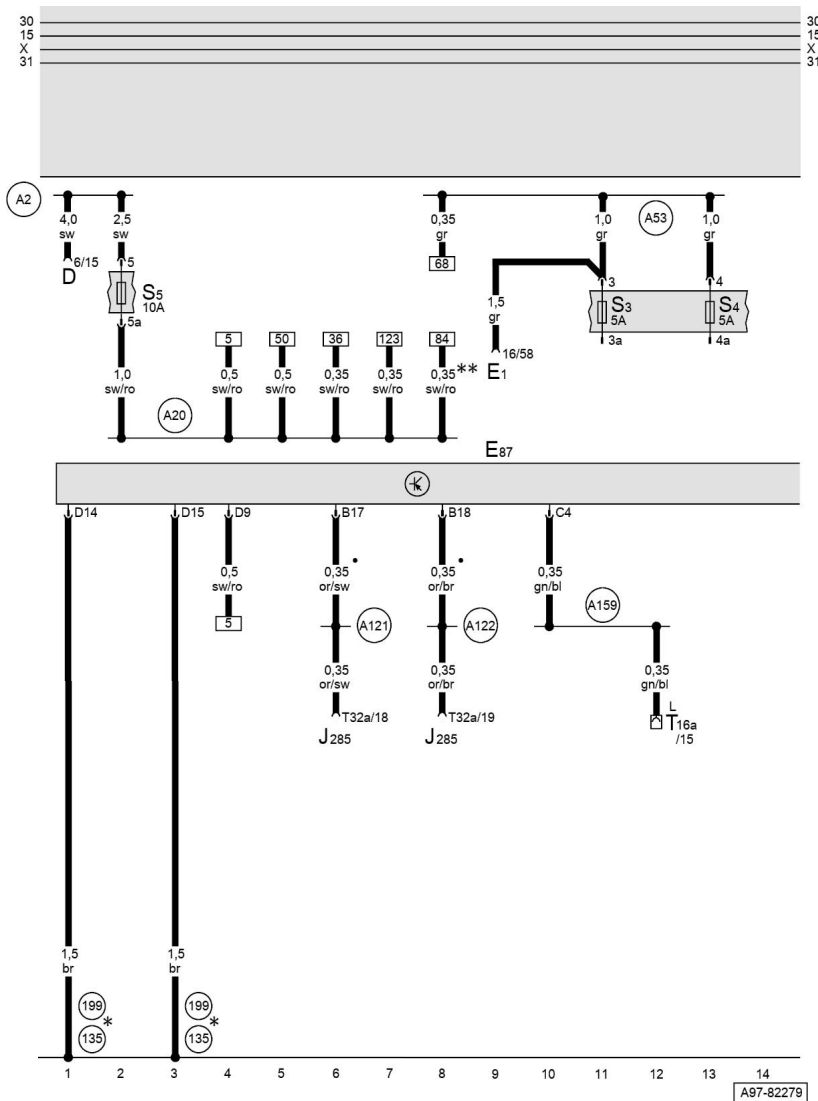 30 30
15 15
X X
31 31
A2
4,0 2,5 0,35 1,0 A53 1,0
sw sw gr gr gr
6/15 5 68 3 4
D S5 10A 1,5 gr S3 5A S4 5A
5a 16/58 3a 4a
E1
5 50 36 123 84
1,0 0,5 0,5 0,35 0,35 0,35 **
sw/ro sw/ro sw/ro sw/ro sw/ro sw/ro
A20
E87
D14 D15 D9 B17 B18 C4
0,5 0,35 • 0,35 • 0,35
sw/ro or/sw or/br gn/bl
5 A121 A122 A159
0,35 0,35 0,35
or/sw or/br gn/bl
T32a/18 T32a/19 L
J285 J285 T16a
/15
1,5 1,5
br br
199 199
* *
135 135
1 2 3 4 5 6 7 8 9 10 11 12 13 14
A97-82279